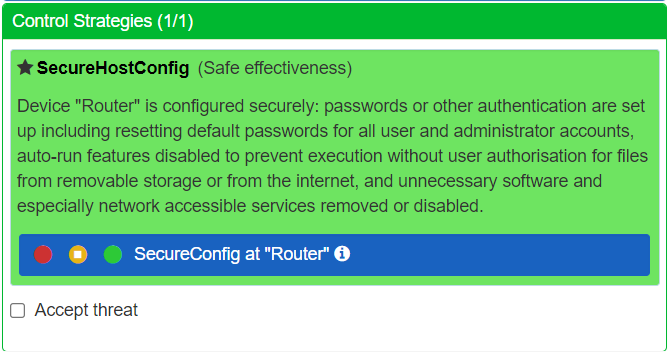 Control Strategies (1/1)
SecureHostConfig (Safe effectiveness)
Device "Router" is configured securely: passwords or other authentication are set
up including resetting default passwords for all user and administrator accounts,
auto-run features disabled to prevent execution without user authorisation for files
from removable storage or from the internet, and unnecessary software and
especially network accessible services removed or disabled.
SecureConfig at "Router"
Accept threat